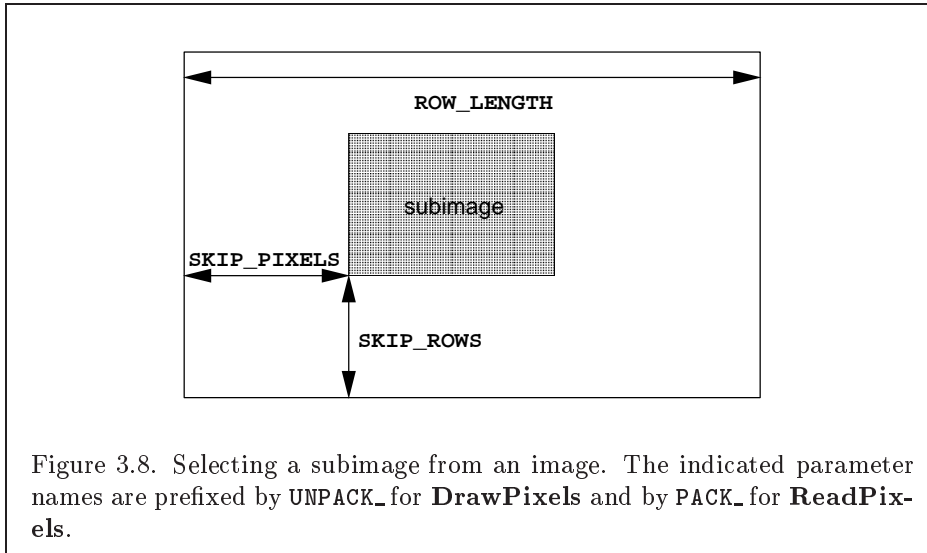 ROW_LENGTH
subimage
SKIP_PIXELS
SKIP_ROWS
Figure 3.8. Selecting a subimage from an image. The indicated parameter
names are prefixed by UNPACK_ for DrawPixels and by PACK_ for ReadPix-
els.